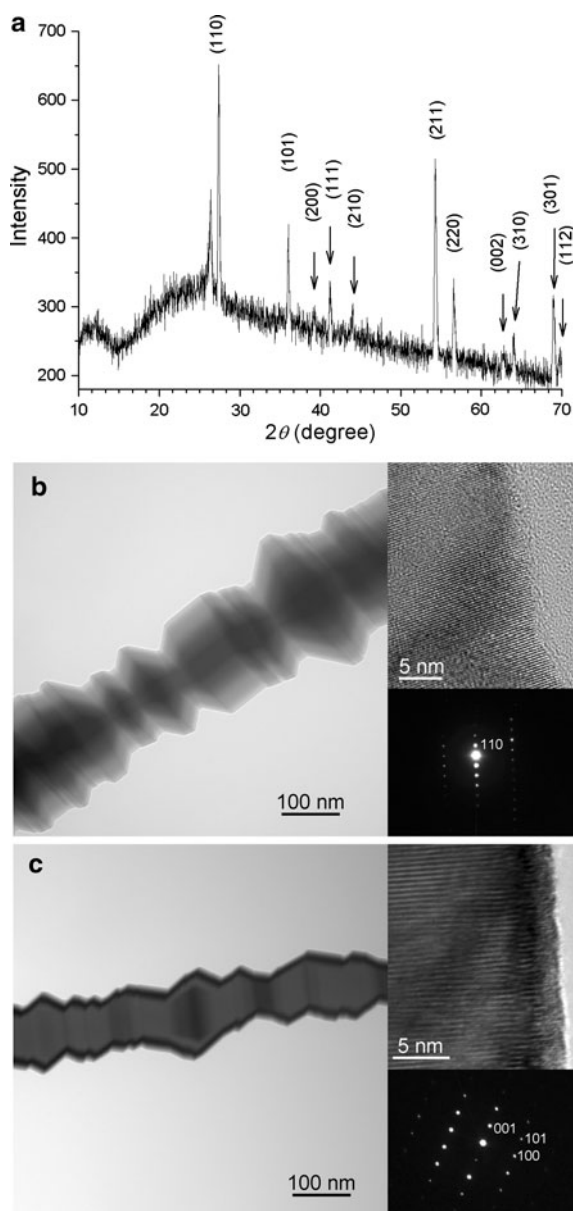 a
700
600
500
400
300
200
Intensity
(110)
(101)
(200)
(111)
(210)
(211)
(220)
(002)
(310)
(301)
(112)
10 20 30 40 50 60 70
2θ (degree)
b
100 nm
5 nm
110
c
100 nm
5 nm
001
101
100